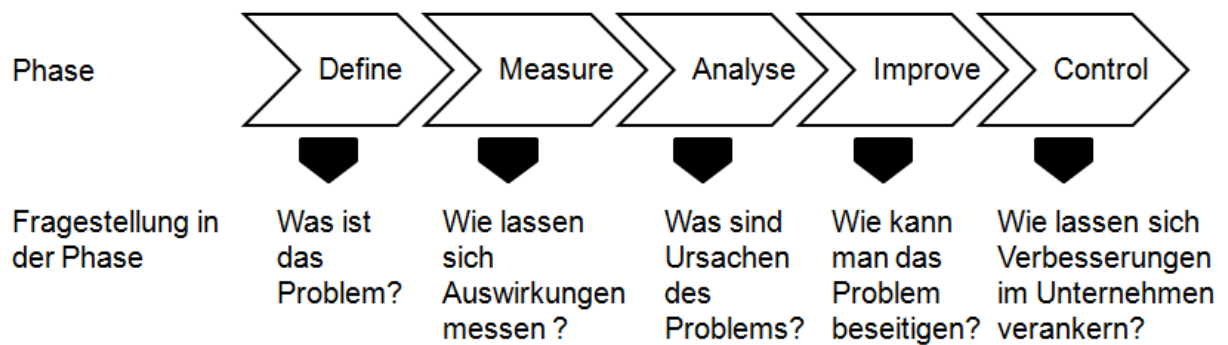 Phase
Define
Measure
Analyse
Improve
Control
Fragestellung in
der Phase
Was ist
das
Problem?
Wie lassen
sich
Auswirkungen
messen ?
Was sind
Ursachen
des
Problems?
Wie kann
man das
Problem
beseitigen?
Wie lassen sich
Verbesserungen
im Unternehmen
verankern?